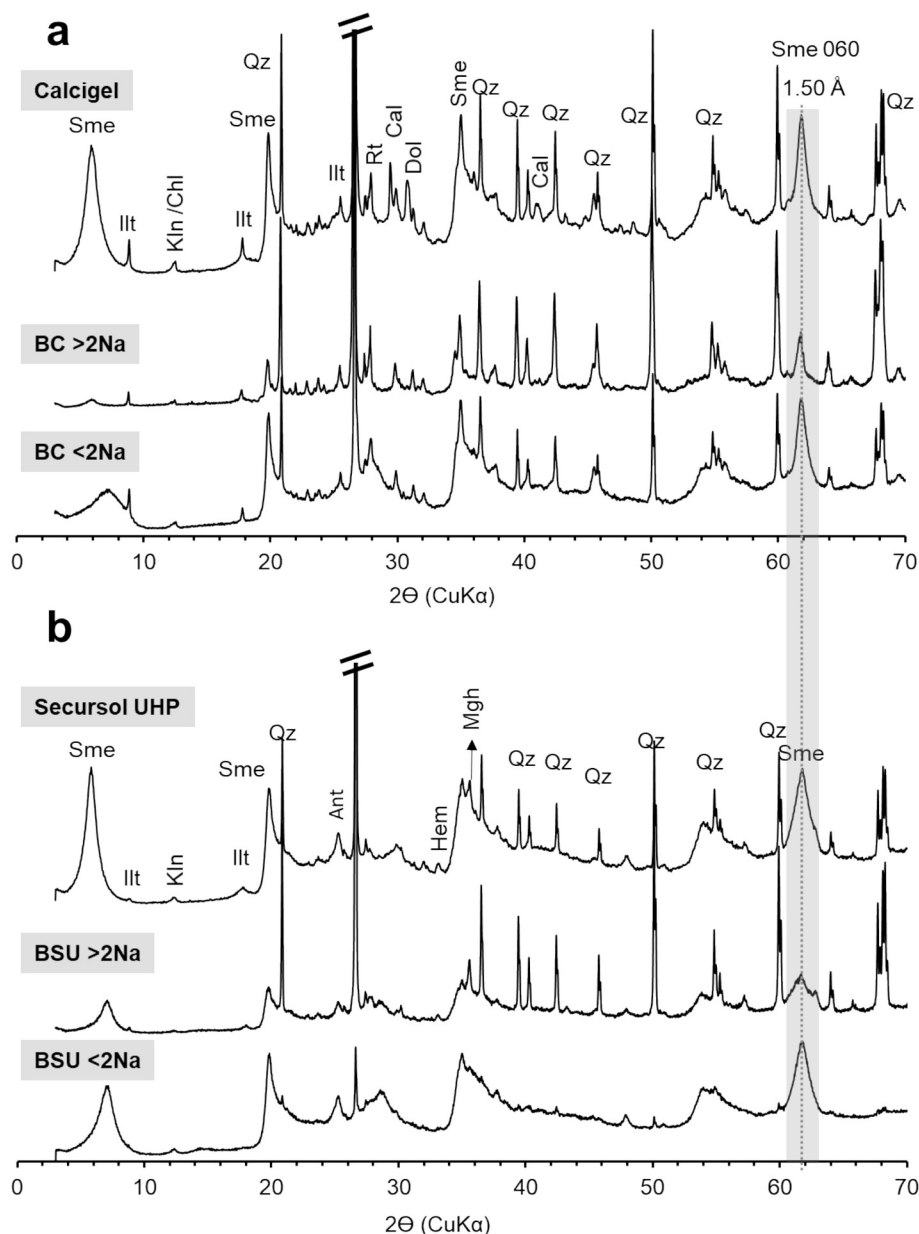 a
Calcigel
Sme
Ilt
Kln /Chl
Ilt
Sme
Qz
Ilt
Rt
Cal
Dol
Sme
Qz
Qz
Cal
Qz
Qz
Qz
Qz
Qz
Sme 060
1.50 Å
Qz
BC >2Na
BC <2Na
0 10 20 30 40 50 60 70
2Ө (CuKα)
b
Secursol UHP
Sme
Ilt
Kln
Ilt
Sme
Qz
Ant
Hem
Mgh
Qz
Qz
Qz
Qz
Qz
Qz
Sme
BSU >2Na
BSU <2Na
0 10 20 30 40 50 60 70
2Ө (CuKα)